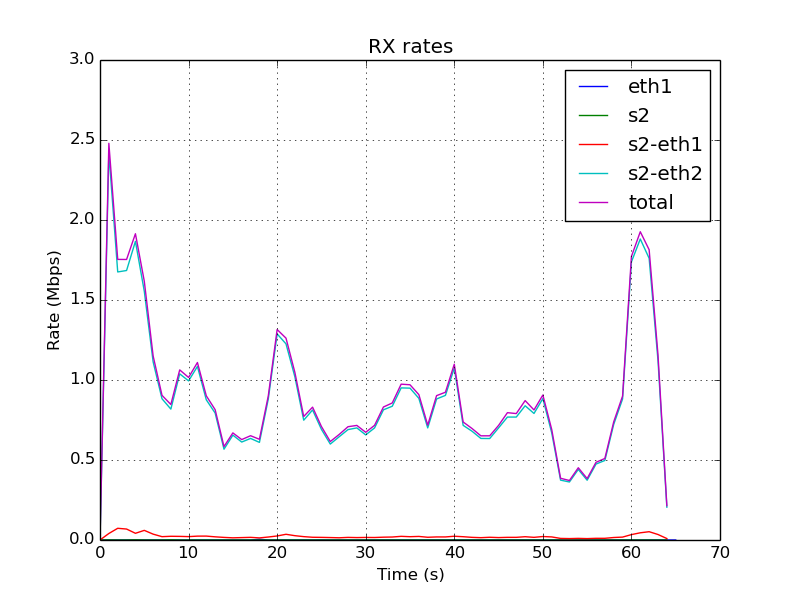 RX rates
3.0
2.5
2.0
1.5
1.0
0.5
0.0
Rate (Mbps)
eth1
s2
s2-eth1
s2-eth2
total
0 10 20 30 40 50 60 70
Time (s)